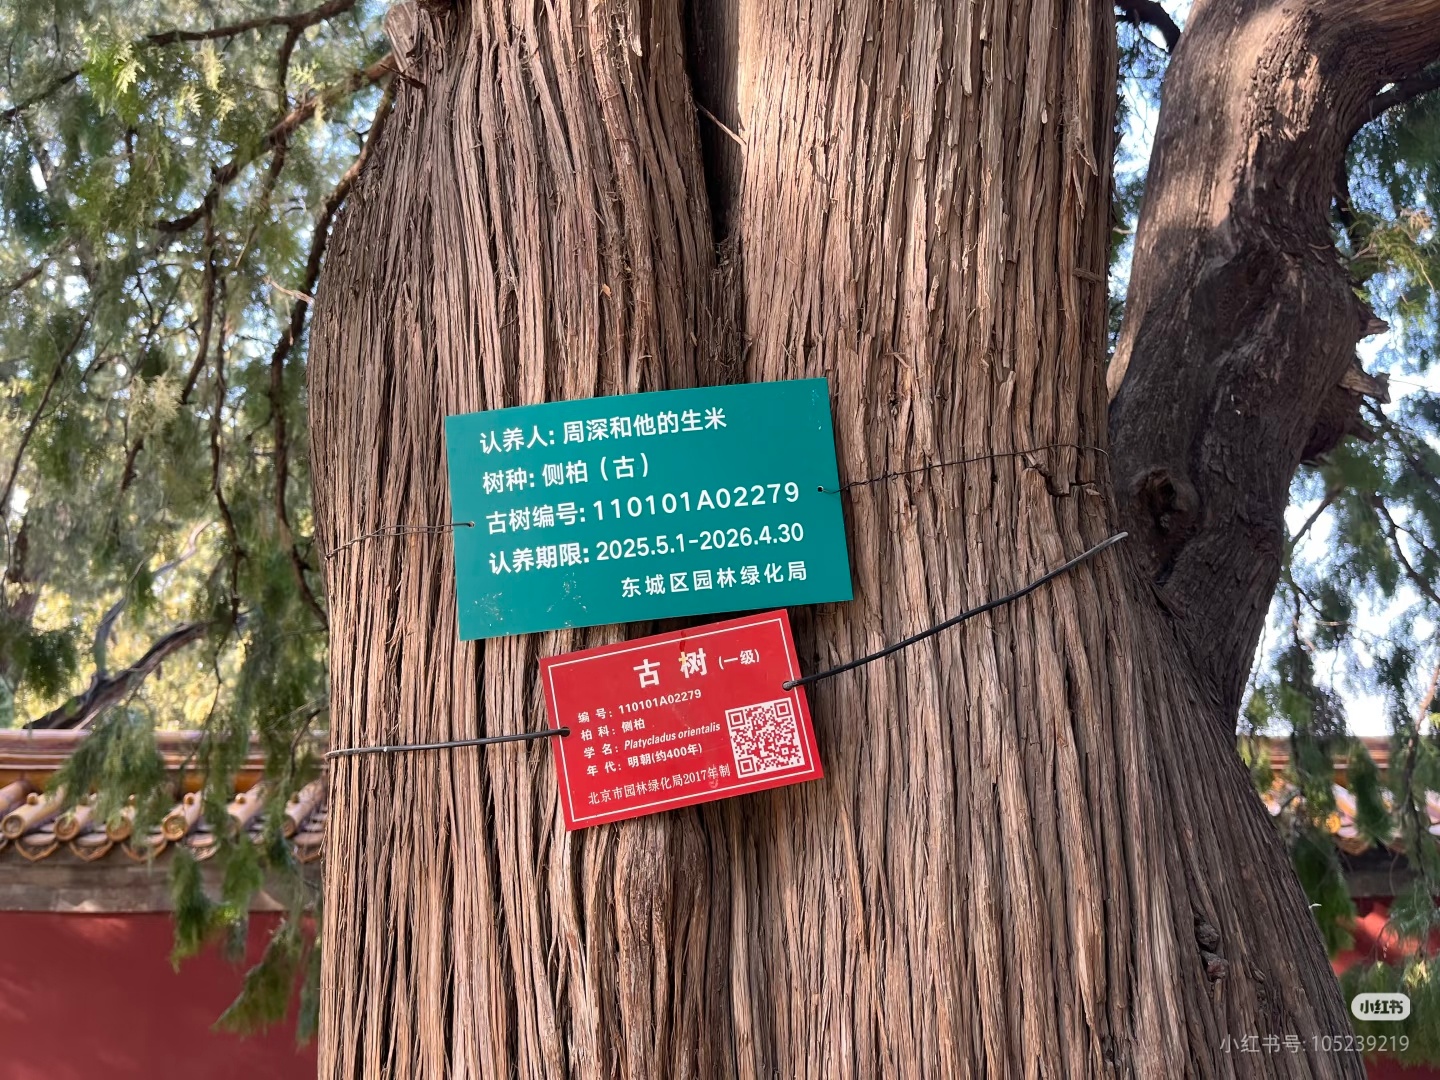 认养人: 周深和他的生米
树种: 侧柏（古）
古树编号: 110101A02279
认养期限: 2025.5.1-2026.4.30
东城区园林绿化局
古 树 (一级)
编 号: 110101A02279
柏 科: 侧柏
学 名: Platycladus orientalis
年 代: 明朝(约400年)
北京市园林绿化局2017年制
小红书
小红书号: 105239219